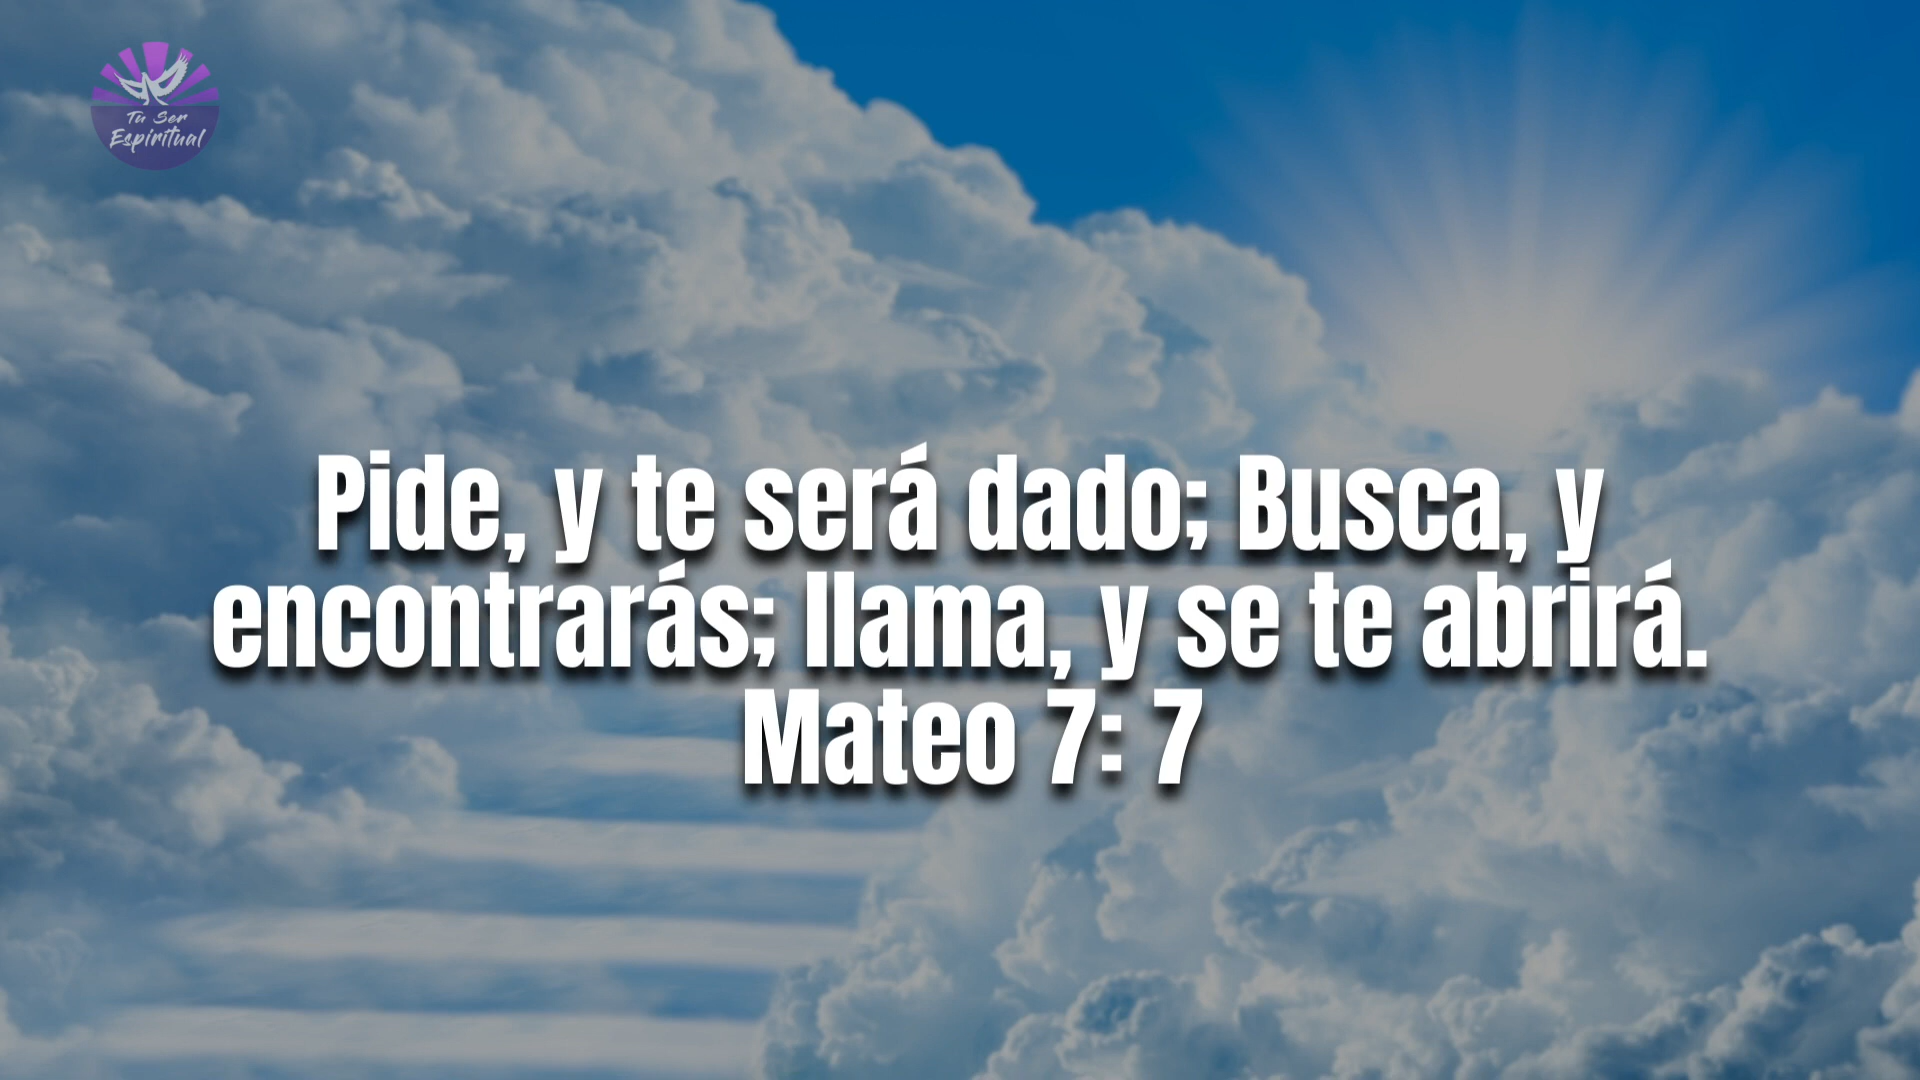 Tu Ser
Espiritual
Pide, y te será dado; Busca, y
encontrarás; llama, y se te abrirá.
Mateo 7: 7